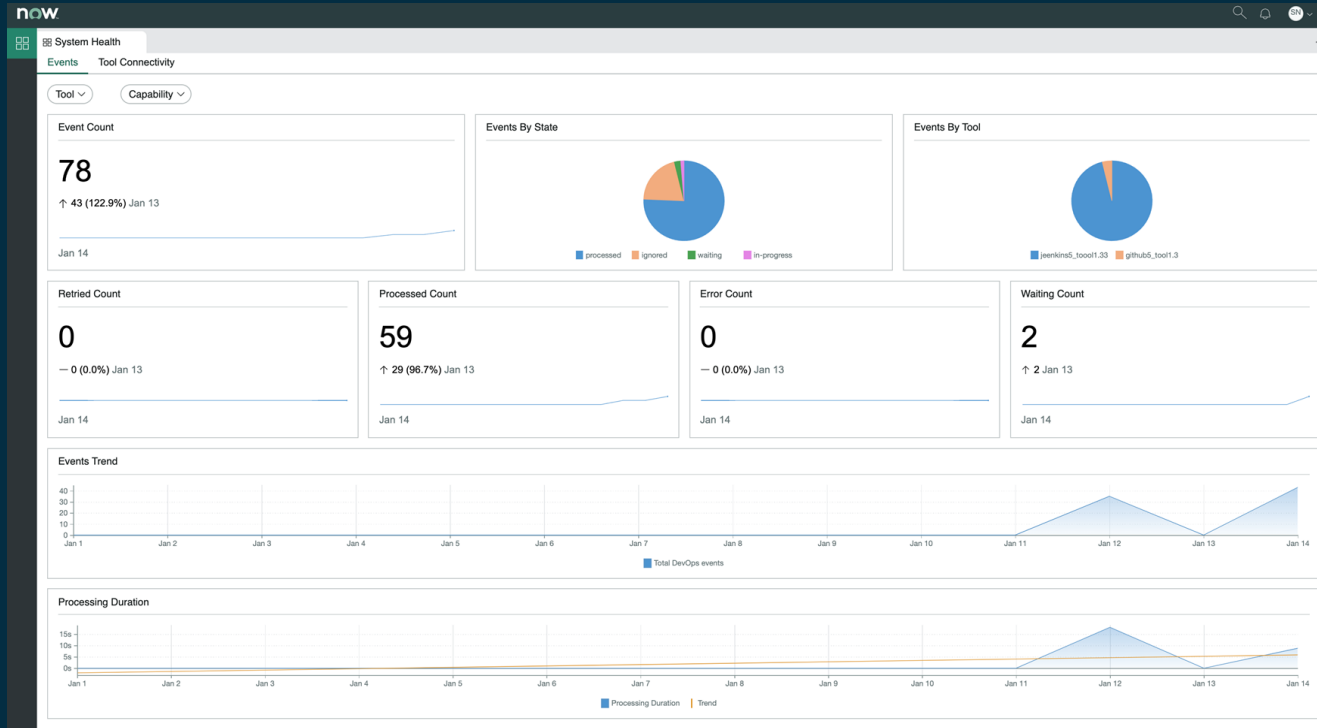 now.
SN
System Health
Events Tool Connectivity
Tool Capability
Event Count
78
↑ 43 (122.9%) Jan 13
Jan 14
Events By State
processed ignored waiting in-progress
Events By Tool
jeenkins5_toool1.33 github5_tool1.3
Retried Count
0
— 0 (0.0%) Jan 13
Jan 14
Processed Count
59
↑ 29 (96.7%) Jan 13
Jan 14
Error Count
0
— 0 (0.0%) Jan 13
Jan 14
Waiting Count
2
↑ 2 Jan 13
Jan 14
Events Trend
40
30
20
10
0
Jan 1 Jan 2 Jan 3 Jan 4 Jan 5 Jan 6 Jan 7 Jan 8 Jan 9 Jan 10 Jan 11 Jan 12 Jan 13 Jan 14
Total DevOps events
Processing Duration
15s
10s
5s
0s
Jan 1 Jan 2 Jan 3 Jan 4 Jan 5 Jan 6 Jan 7 Jan 8 Jan 9 Jan 10 Jan 11 Jan 12 Jan 13 Jan 14
Processing Duration Trend